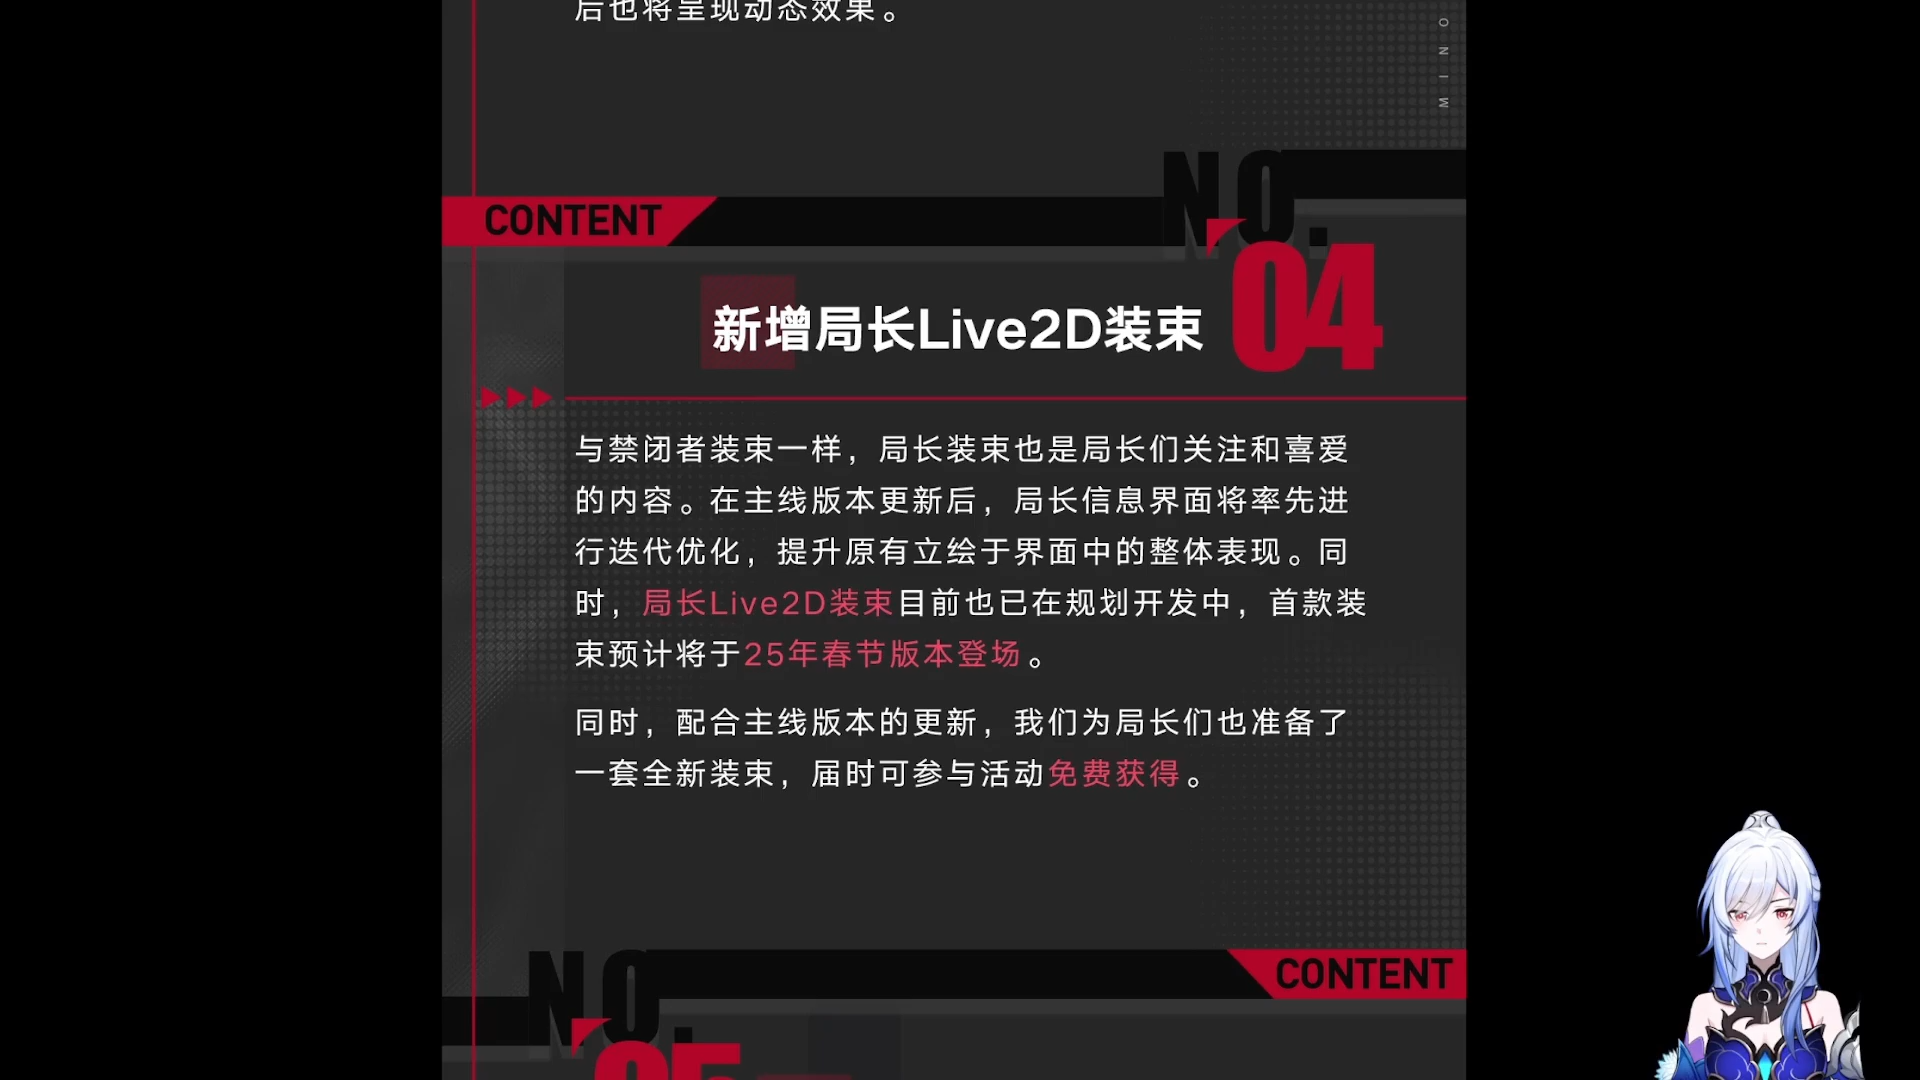 后也将呈现动态效果。
MINO
NO.
CONTENT
04
新增局长Live2D装束
与禁闭者装束一样，局长装束也是局长们关注和喜爱
的内容。在主线版本更新后，局长信息界面将率先进
行迭代优化，提升原有立绘于界面中的整体表现。同
时，局长Live2D装束目前也已在规划开发中，首款装
束预计将于25年春节版本登场。
同时，配合主线版本的更新，我们为局长们也准备了
一套全新装束，届时可参与活动免费获得。
NO.
CONTENT
05